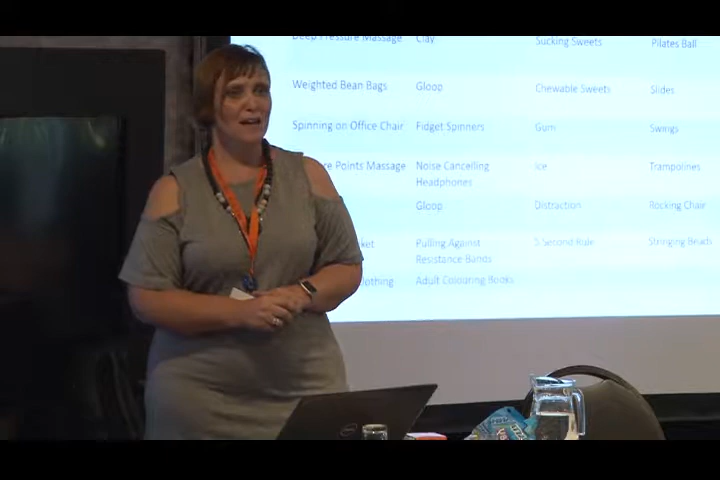 Deep Pressure Massage Clay Sucking Sweets Pilates Ball
Weighted Bean Bags Gloop Chewable Sweets Slides
Spinning on Office Chair Fidget Spinners Gum Swings
Points Massage Noise Cancelling Ice Trampolines
Headphones
Gloop Distraction Rocking Chair
Pulling Against 5 Second Rule Stringing Beads
Resistance Bands
Adult Colouring Books